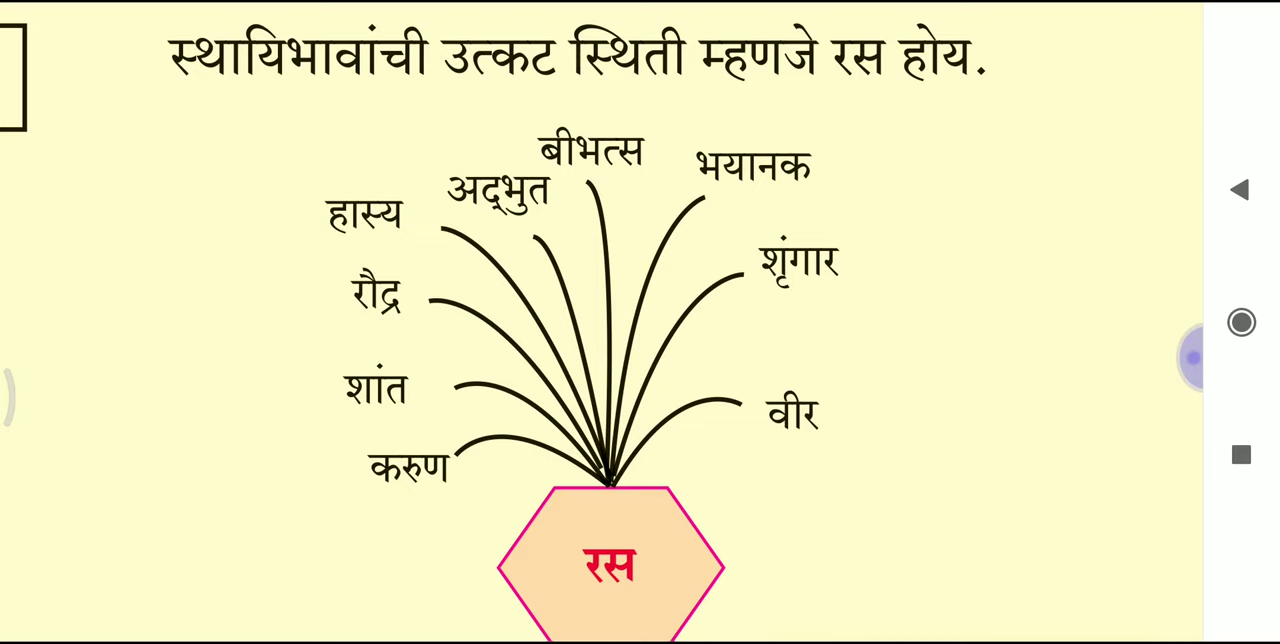 स्थायिभावांची उत्कट स्थिती म्हणजे रस होय.
बीभत्स
भयानक
अद्‌भुत
हास्य
शृंगार
रौद्र
शांत
वीर
करुण
रस